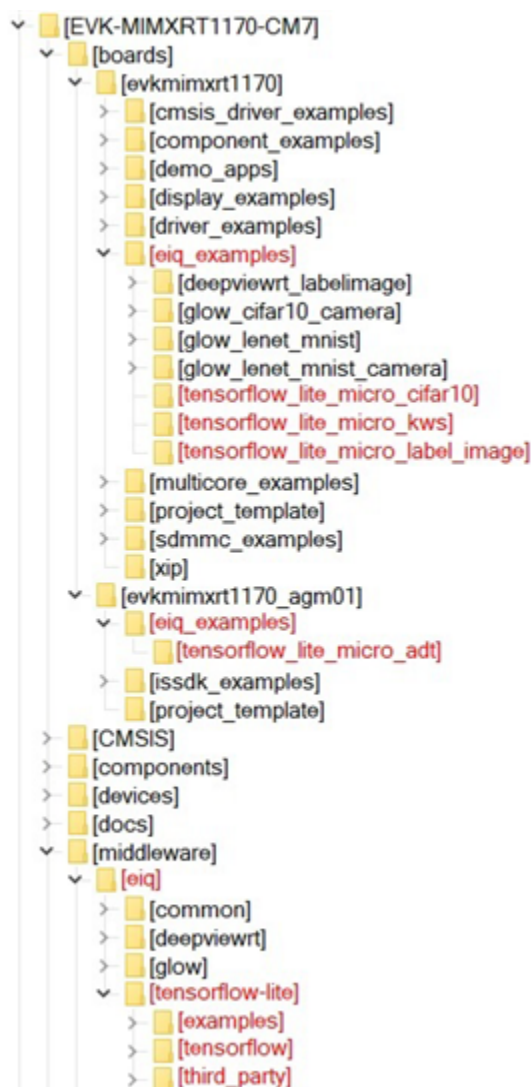 [EVK-MIMXRT1170-CM7]
[boards]
[evkmimxrt1170]
[cmsis_driver_examples]
[component_examples]
[demo_apps]
[display_examples]
[driver_examples]
[eiq_examples]
[deepviewrt_labelimage]
[glow_cifar10_camera]
[glow_lenet_mnist]
[glow_lenet_mnist_camera]
[tensorflow_lite_micro_cifar10]
[tensorflow_lite_micro_kws]
[tensorflow_lite_micro_label_image]
[multicore_examples]
[project_template]
[sdmmc_examples]
[xip]
[evkmimxrt1170_agm01]
[eiq_examples]
[tensorflow_lite_micro_adt]
[issdk_examples]
[project_template]
[CMSIS]
[components]
[devices]
[docs]
[middleware]
[eiq]
[common]
[deepviewrt]
[glow]
[tensorflow-lite]
[examples]
[tensorflow]
[third_party]